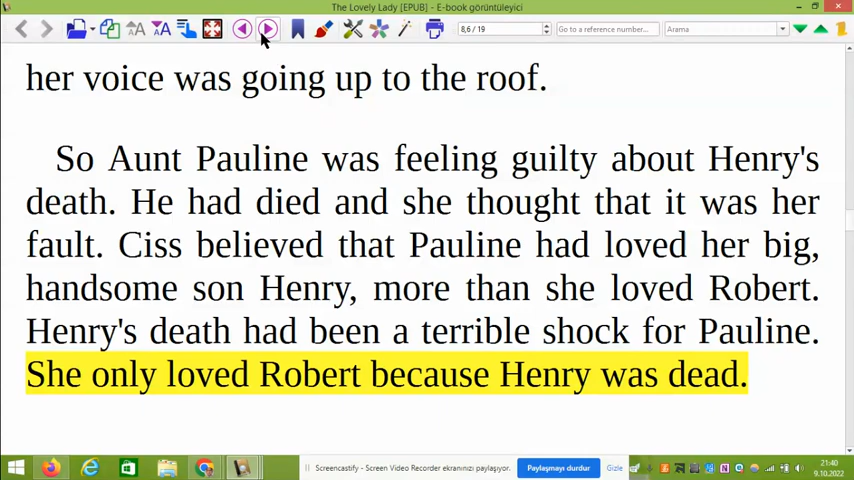 The Lovely Lady [EPUB] - E-book görüntüleyici
8,6 / 19
Go to a reference number...
Arama
her voice was going up to the roof.
So Aunt Pauline was feeling guilty about Henry's
death. He had died and she thought that it was her
fault. Ciss believed that Pauline had loved her big,
handsome son Henry, more than she loved Robert.
Henry's death had been a terrible shock for Pauline.
She only loved Robert because Henry was dead.
Screencastify - Screen Video Recorder ekranınızı paylaşıyor.
Paylaşmayı durdur
Gizle
21:40
9.10.2022